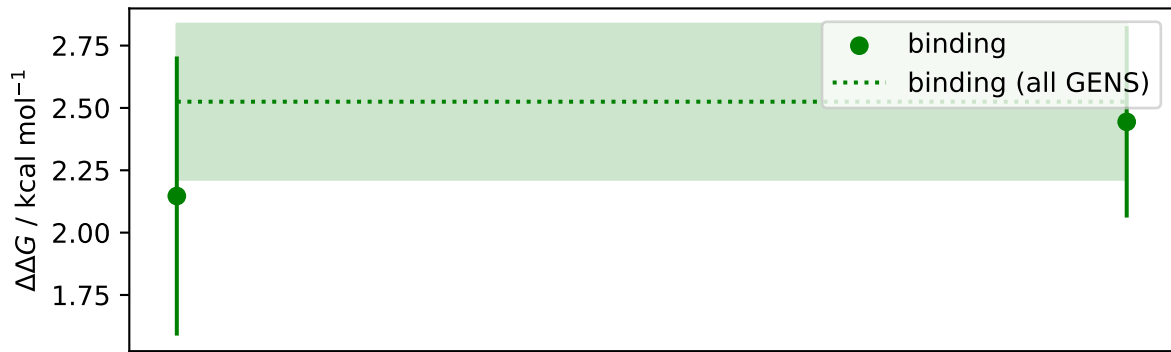 2.75
2.50
2.25
2.00
1.75
ΔΔG / kcal mol⁻¹
binding
binding (all GENS)